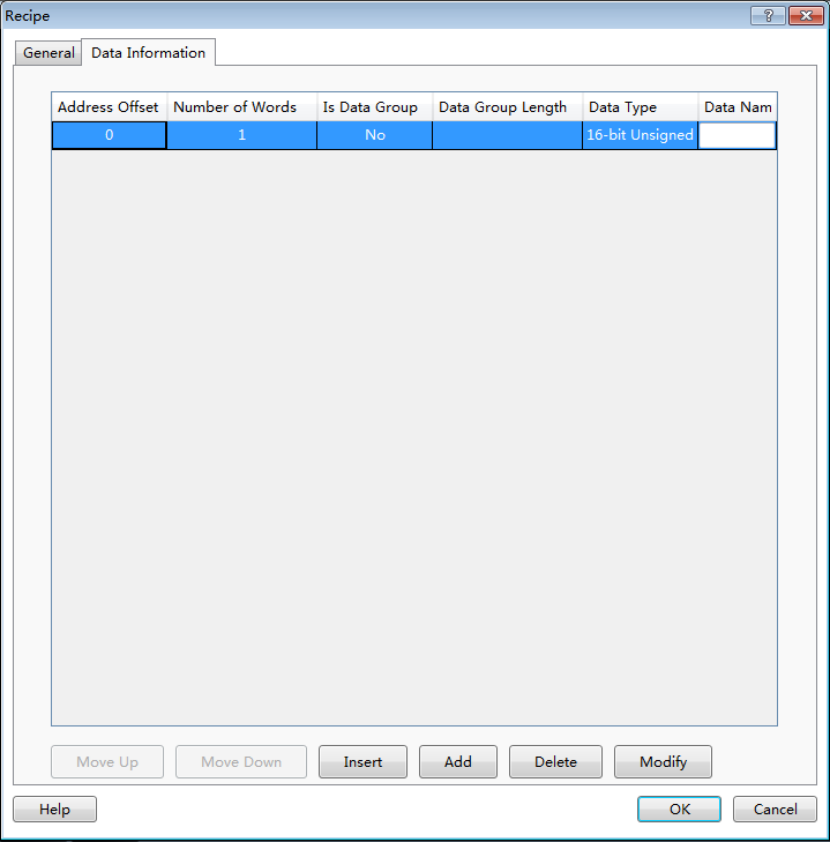 Recipe
General Data Information
Address Offset Number of Words Is Data Group Data Group Length Data Type Data Nam
0 1 No 16-bit Unsigned
Move Up Move Down Insert Add Delete Modify
Help OK Cancel